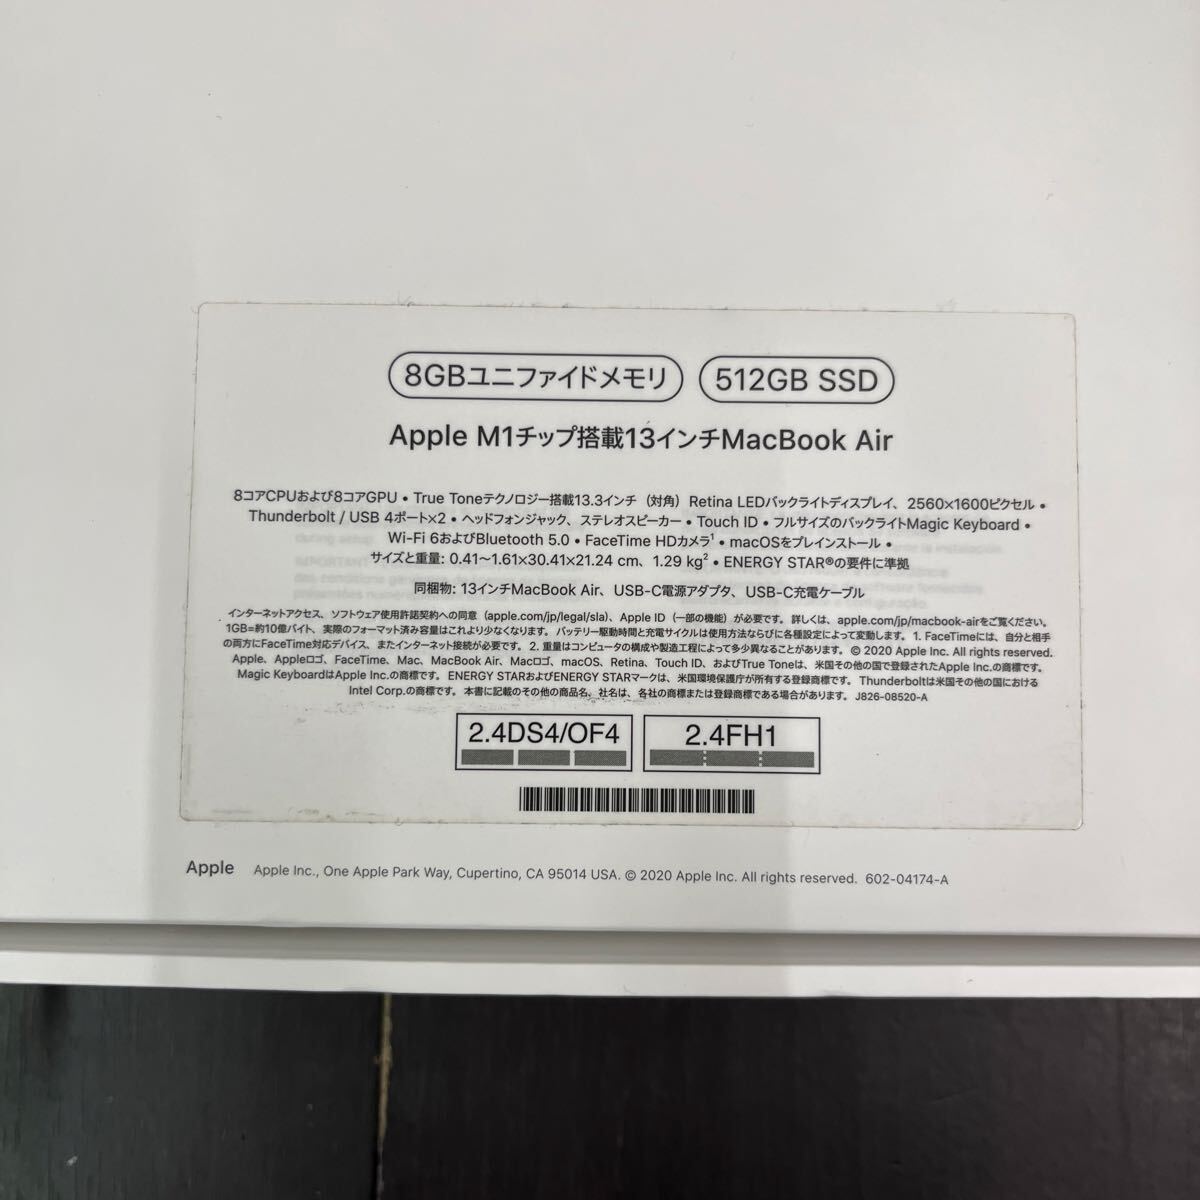 8GBユニファイドメモリ
512GB SSD
Apple M1チップ搭載13インチMacBook Air
8コアCPUおよび8コアGPU • True Toneテクノロジー搭載13.3インチ（対角）Retina LEDバックライトディスプレイ、2560×1600ピクセル •
Thunderbolt / USB 4ポート×2 • ヘッドフォンジャック、ステレオスピーカー • Touch ID • フルサイズのバックライトMagic Keyboard •
Wi-Fi 6およびBluetooth 5.0 • FaceTime HDカメラ¹ • macOSをプレインストール •
サイズと重量: 0.41〜1.61×30.41×21.24 cm、1.29 kg² • ENERGY STAR®の要件に準拠
同梱物: 13インチMacBook Air、USB-C電源アダプタ、USB-C充電ケーブル
インターネットアクセス、ソフトウェア使用許諾契約への同意（apple.com/jp/legal/sla）、Apple ID（一部の機能）が必要です。詳しくは、apple.com/jp/macbook-airをご覧ください。
1GB=約10億バイト、実際のフォーマット済み容量はこれより少なくなります。バッテリー駆動時間と充電サイクルは使用方法ならびに各種設定によって変動します。1. FaceTimeには、自分と相手
の両方にFaceTime対応デバイス、またインターネット接続が必要です。2. 重量はコンピュータの構成や製造工程によって多少異なることがあります。© 2020 Apple Inc. All rights reserved.
Apple、Appleロゴ、FaceTime、Mac、MacBook Air、Macロゴ、macOS、Retina、Touch ID、およびTrue Toneは、米国その他の国で登録されたApple Inc.の商標です。
Magic KeyboardはApple Inc.の商標です。ENERGY STARおよびENERGY STARマークは、米国環境保護庁が所有する登録商標です。Thunderboltは米国その他の国における
Intel Corp.の商標です。本書に記載のその他の商品名、社名は、各社の商標または登録商標である場合があります。J826-08520-A
2.4DS4/OF4
2.4FH1
Apple Apple Inc., One Apple Park Way, Cupertino, CA 95014 USA. © 2020 Apple Inc. All rights reserved. 602-04174-A